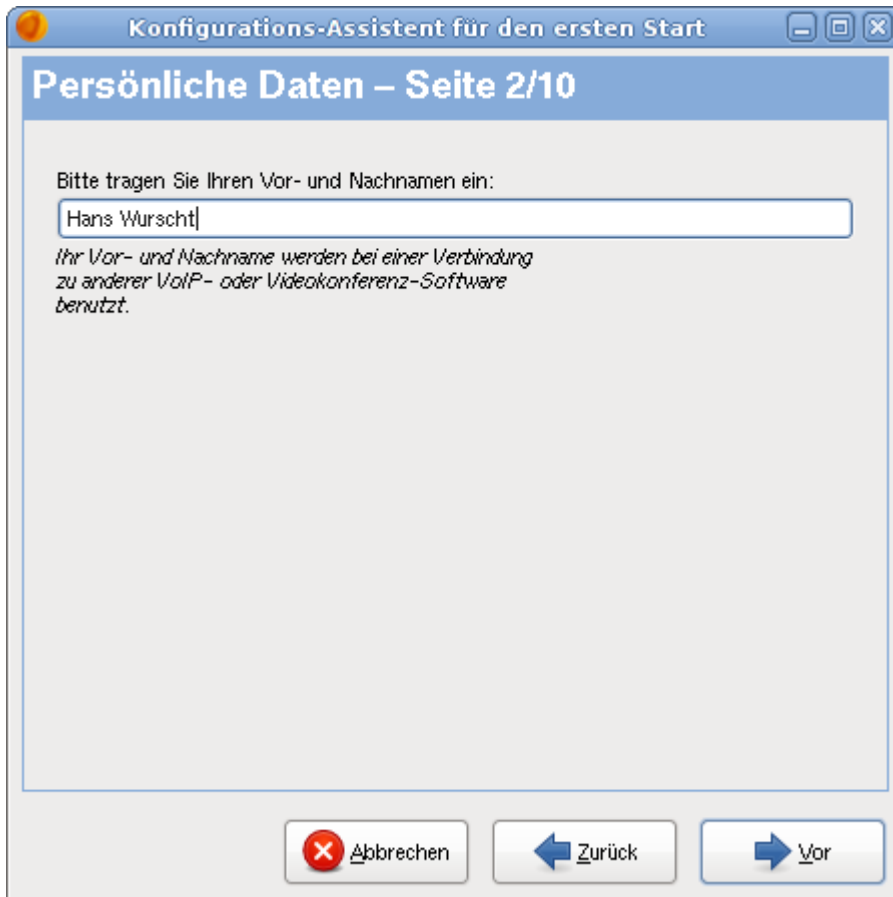 Konfigurations-Assistent für den ersten Start
Persönliche Daten – Seite 2/10
Bitte tragen Sie Ihren Vor- und Nachnamen ein:
Hans Wurscht
Ihr Vor- und Nachname werden bei einer Verbindung
zu anderer VoIP- oder Videokonferenz-Software
benutzt.
Abbrechen
Zurück
Vor